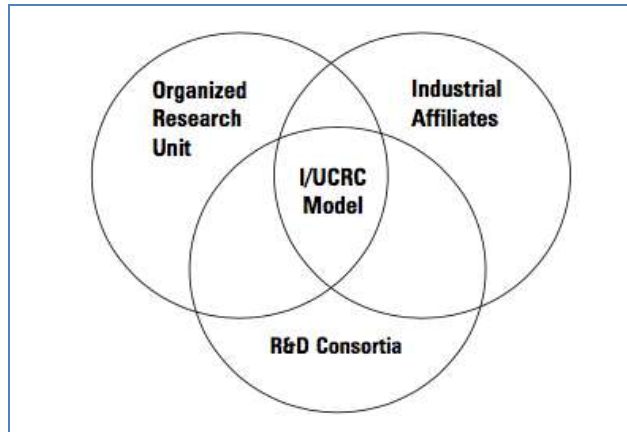 Organized
Research
Unit
Industrial
Affiliates
I/UCRC
Model
R&D Consortia